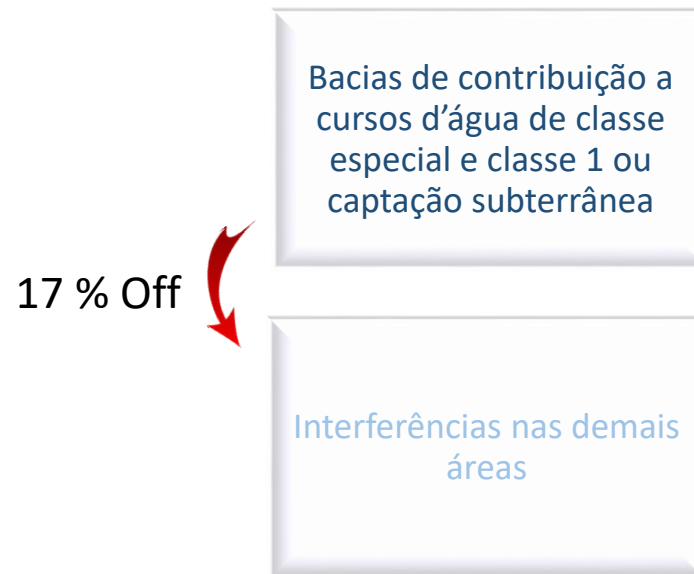 Bacias de contribuição a
cursos d’água de classe
especial e classe 1 ou
captação subterrânea
17 % Off
Interferências nas demais
áreas